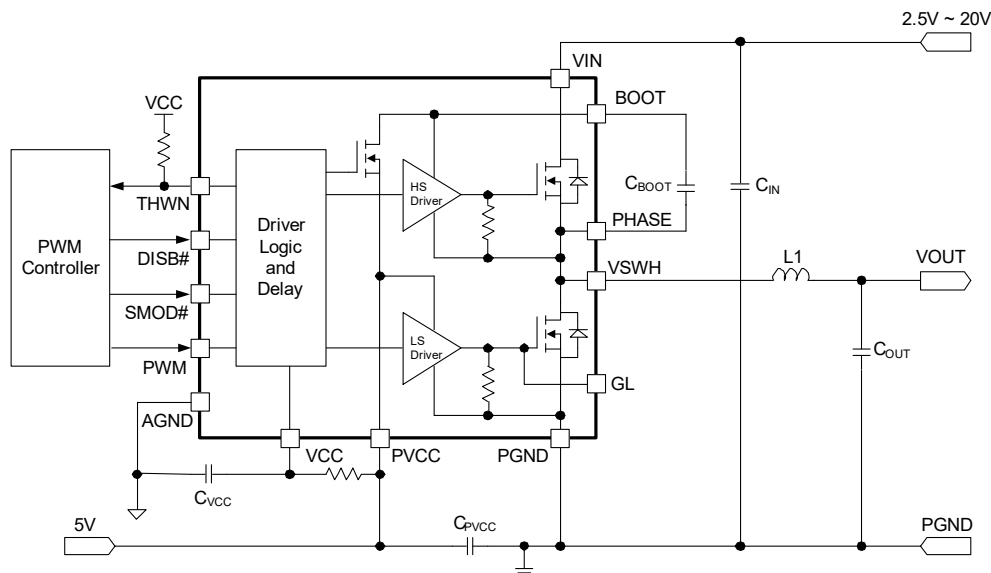 2.5V ~ 20V
VIN
BOOT
VCC
HS
Driver
CBOOT
CIN
THWN
PHASE
PWM
Controller
Driver
Logic
and
Delay
DISB#
VSWH
L1
VOUT
SMOD#
LS
Driver
COUT
PWM
GL
AGND
VCC
PVCC
PGND
CVCC
5V
CPVCC
PGND